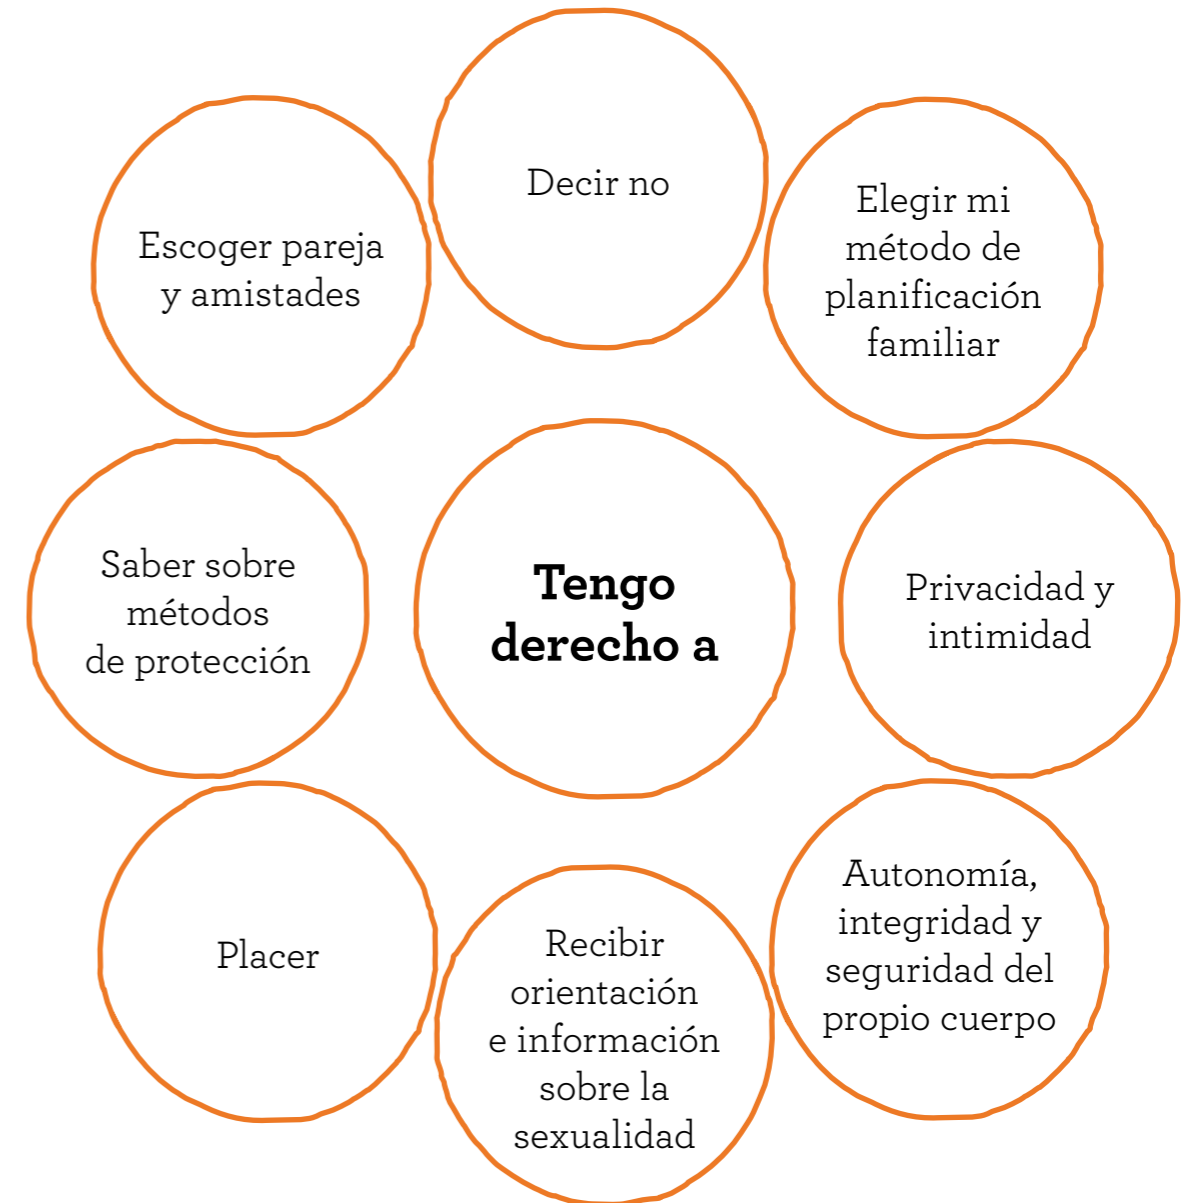 Decir no
Elegir mi
método de
planificación
familiar
Escoger pareja
y amistades
Saber sobre
métodos
de protección
Tengo
derecho a
Privacidad y
intimidad
Placer
Recibir
orientación
e información
sobre la
sexualidad
Autonomía,
integridad y
seguridad del
propio cuerpo